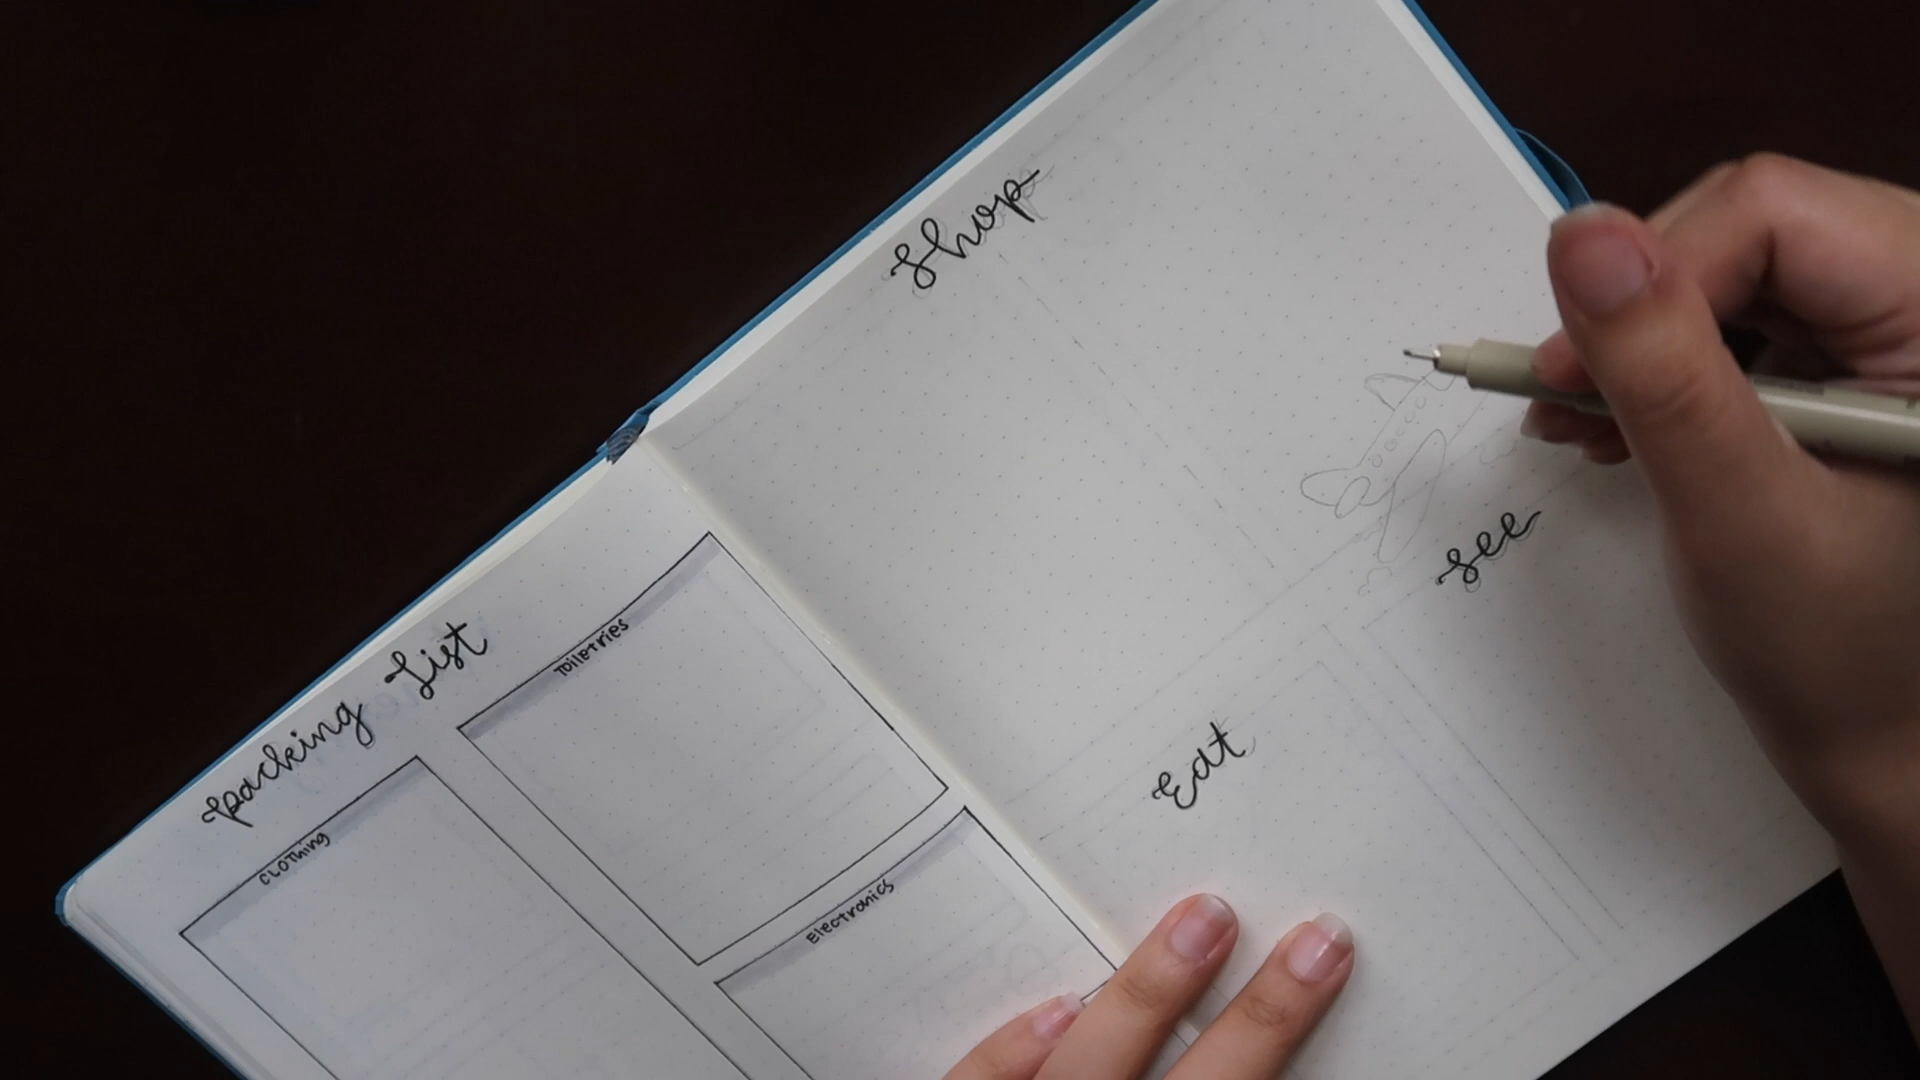 Packing List
CLOTHing
Toiletries
Electronics
Shop
See
Eat